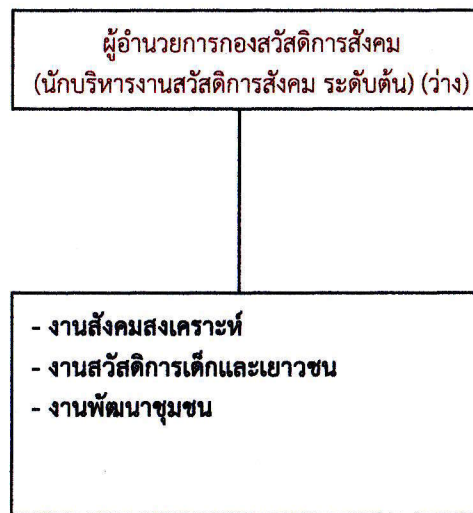 ผู้อำนวยการกองสวัสดิการสังคม
(นักบริหารงานสวัสดิการสังคม ระดับต้น) (ว่าง)
- งานสังคมสงเคราะห์
- งานสวัสดิการเด็กและเยาวชน
- งานพัฒนาชุมชน